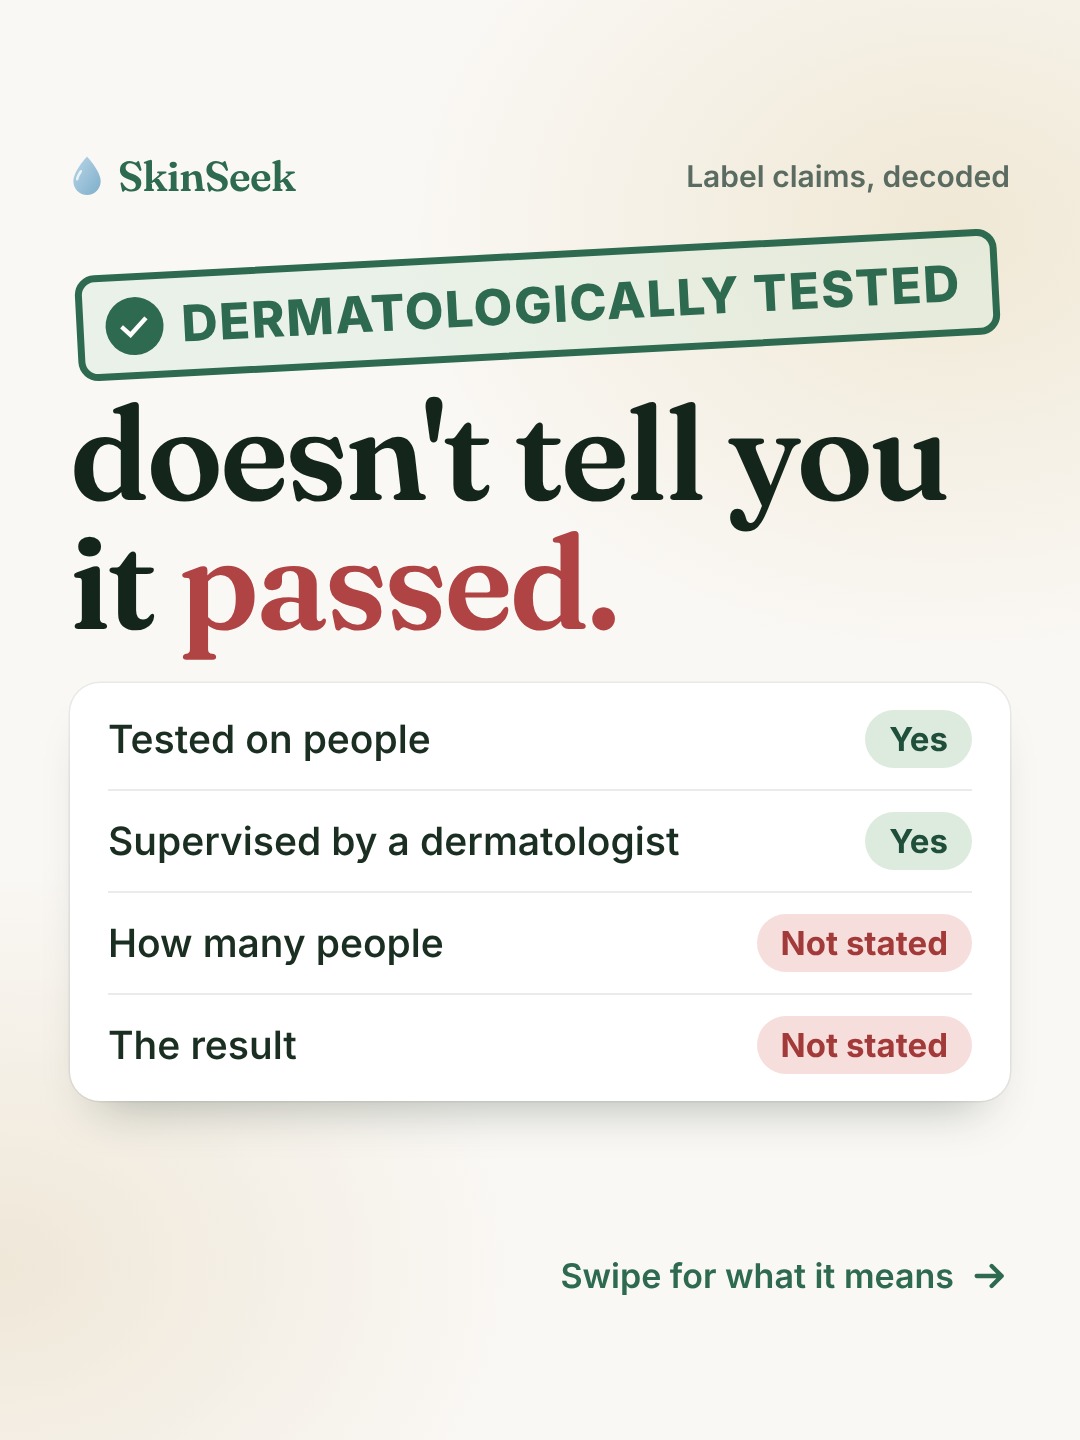 SkinSeek
Label claims, decoded
DERMATOLOGICALLY TESTED
doesn't tell you
it passed.
Tested on people
Yes
Supervised by a dermatologist
Yes
How many people
Not stated
The result
Not stated
Swipe for what it means →